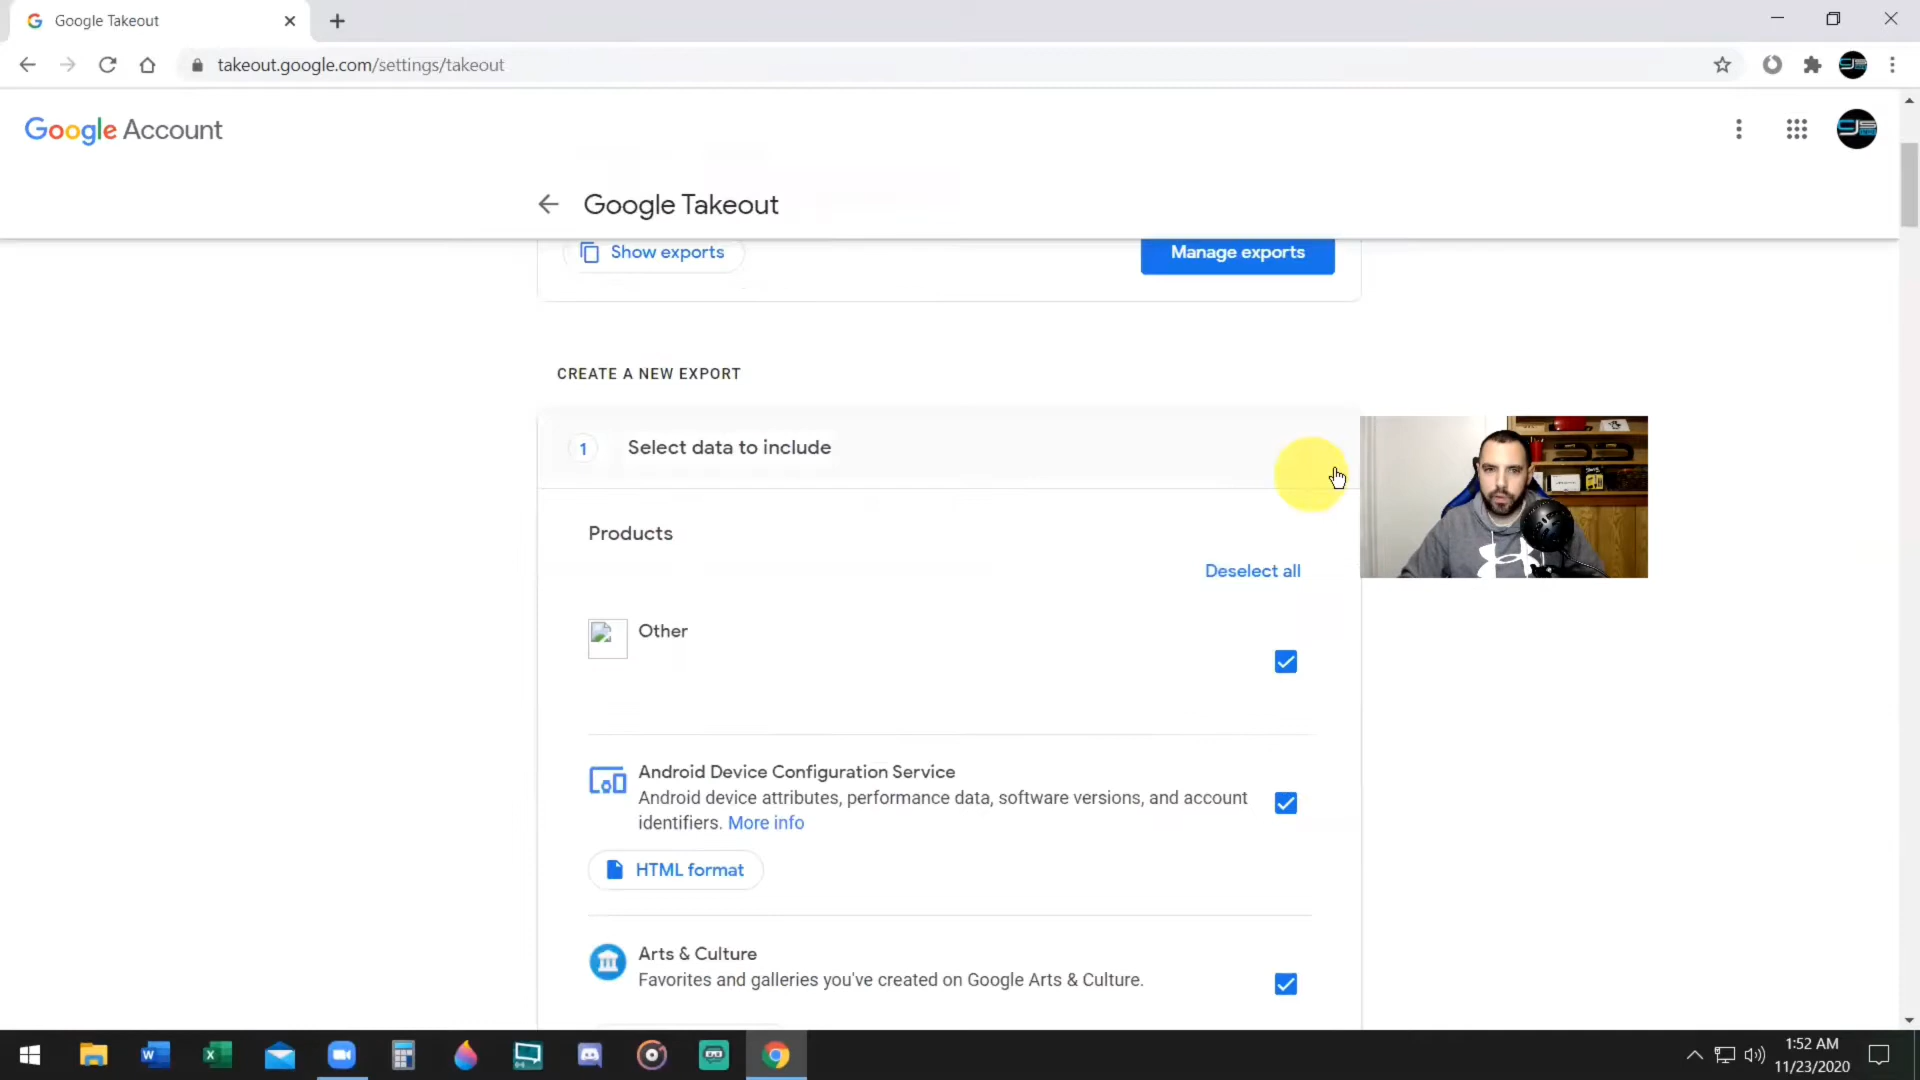 Google Takeout
takeout.google.com/settings/takeout
Google Account
Google Takeout
Show exports
Manage exports
CREATE A NEW EXPORT
1 Select data to include
Products
Deselect all
Other
Android Device Configuration Service
Android device attributes, performance data, software versions, and account
identifiers. More info
HTML format
Arts & Culture
Favorites and galleries you've created on Google Arts & Culture.
1:52 AM
11/23/2020